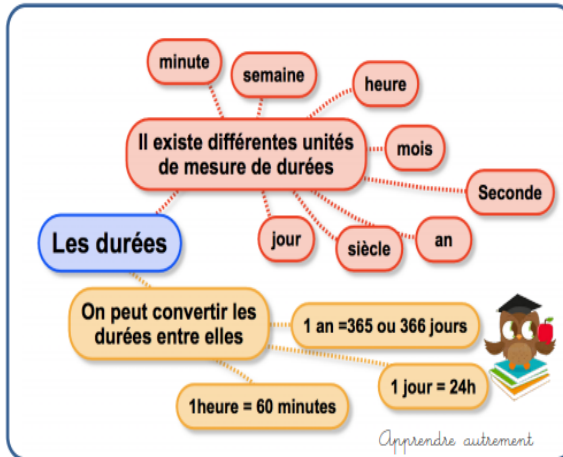 minute
semaine
heure
Il existe différentes unités
de mesure de durées
mois
Seconde
jour
siècle
an
Les durées
On peut convertir les
durées entre elles
1 an =365 ou 366 jours
1 jour = 24h
1heure = 60 minutes
Apprendre autrement